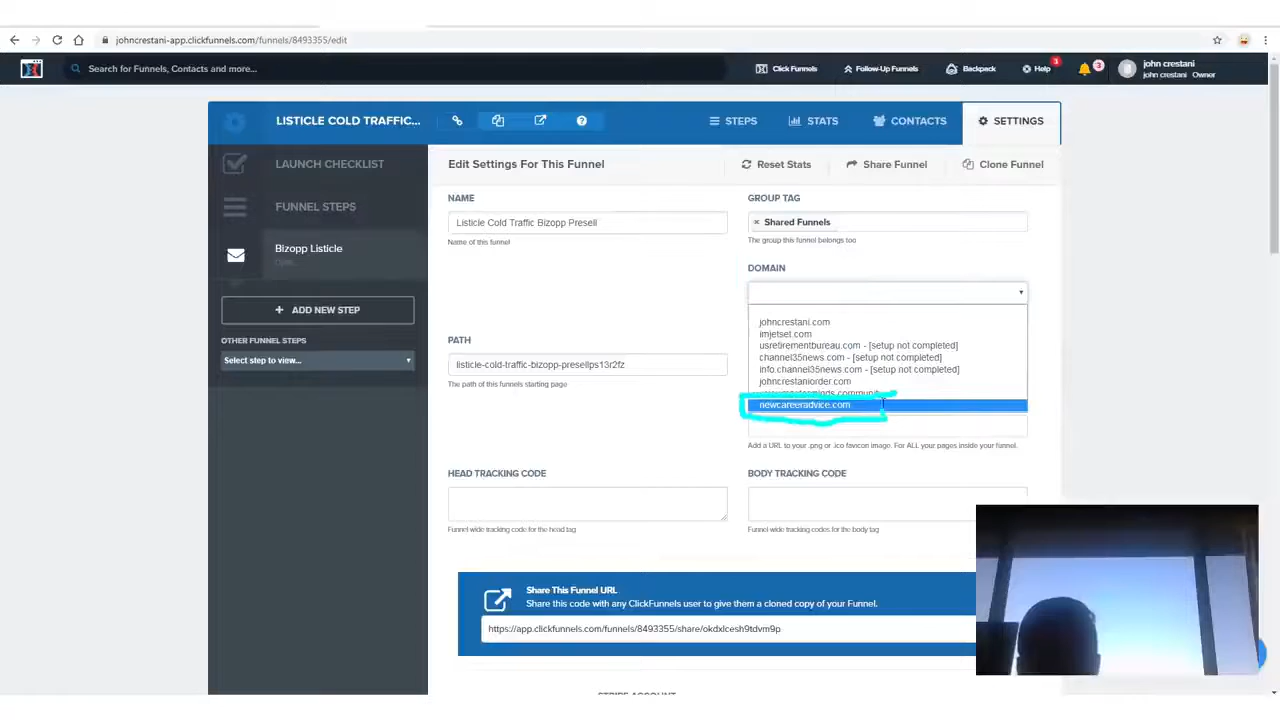 johncrestani-app.clickfunnels.com/funnels/8493355/edit
Search for Funnels, Contacts and more...
Click Funnels
Follow-Up Funnels
Backpack
Help
1
3
john crestani
john crestani Owner
LISTICLE COLD TRAFFIC...
STEPS
STATS
CONTACTS
SETTINGS
LAUNCH CHECKLIST
FUNNEL STEPS
Bizopp Listicle
ADD NEW STEP
OTHER FUNNEL STEPS
Select step to view...
Edit Settings For This Funnel
Reset Stats
Share Funnel
Clone Funnel
NAME
Listicle Cold Traffic Bizopp Presell
Name of this funnel
GROUP TAG
× Shared Funnels
The group this funnel belongs too
DOMAIN
johncrestani.com
imjetset.com
usretirementbureau.com - [setup not completed]
channel35news.com - [setup not completed]
info.channel35news.com - [setup not completed]
johncrestaniorder.com
newcareeradvice.com
PATH
listicle-cold-traffic-bizopp-presellps13r2fz
The path of this funnels starting page
Add a URL to your .png or .ico favicon image. For ALL your pages inside your funnel.
HEAD TRACKING CODE
Funnel wide tracking code for the head tag
BODY TRACKING CODE
Funnel wide tracking codes for the body tag
Share This Funnel URL
Share this code with any ClickFunnels user to give them a cloned copy of your Funnel.
https://app.clickfunnels.com/funnels/8493355/share/okdxlcesh9tdvm9p
STRIPE ACCOUNT